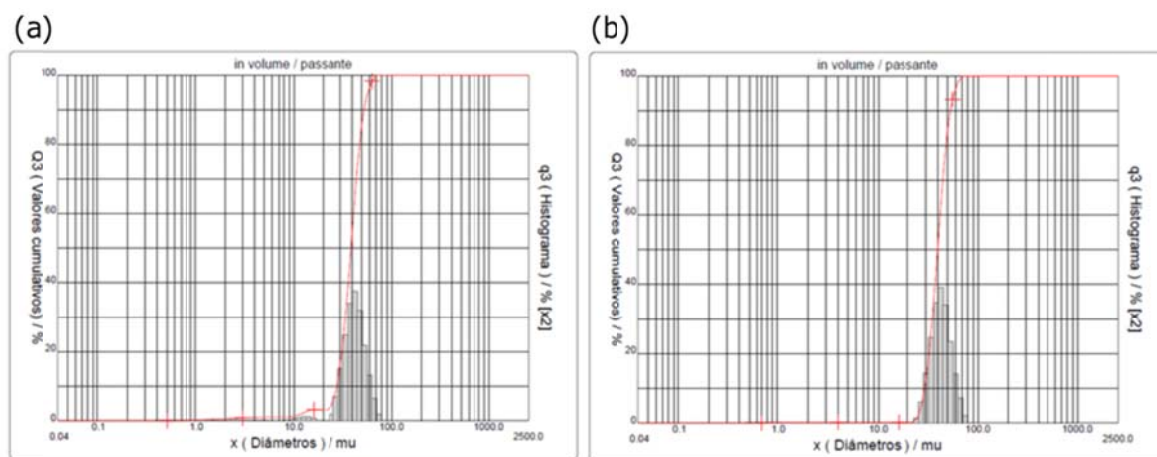 (a)
in volume / passante
100
80
60
40
20
0
Q3 ( Valores cumulativos) / %
q3 ( Histograma ) / % [x2]
0.04 0.1 1.0 10.0 100.0 1000.0 2500.0
x ( Diâmetros ) / mu
(b)
in volume / passante
100
80
60
40
20
0
Q3 ( Valores cumulativos) / %
q3 ( Histograma ) / % [x2]
0.04 0.1 1.0 10.0 100.0 1000.0 2500.0
x ( Diâmetros ) / mu